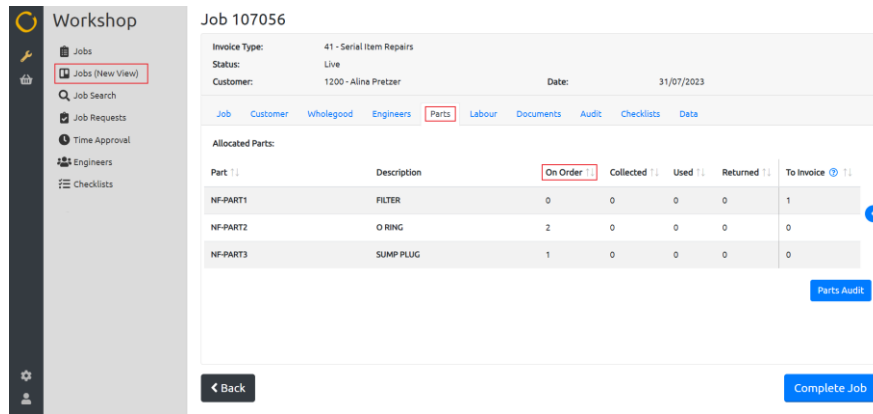 Workshop
Jobs
Jobs (New View)
Job Search
Job Requests
Time Approval
Engineers
Checklists
Job 107056
Invoice Type: 41 - Serial Item Repairs
Status: Live
Customer: 1200 - Alina Pretzer Date: 31/07/2023
Job Customer Wholegood Engineers Parts Labour Documents Audit Checklists Data
Allocated Parts:
Part Description On Order Collected Used Returned To Invoice
NF-PART1 FILTER 0 0 0 0 1
NF-PART2 O RING 2 0 0 0 0
NF-PART3 SUMP PLUG 1 0 0 0 0
Parts Audit
Back Complete Job